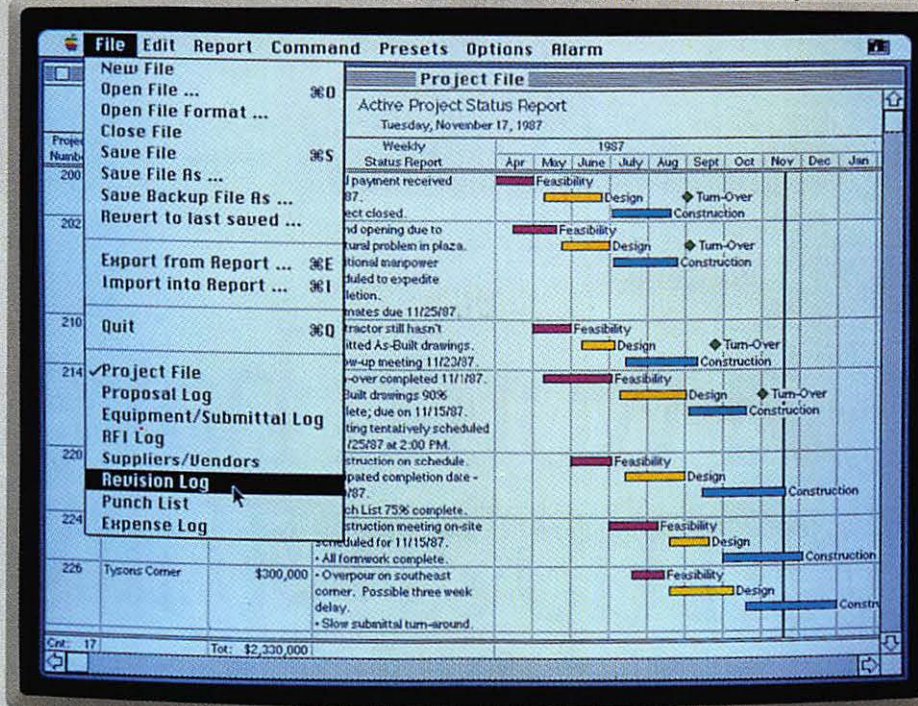 File Edit Report Command Presets Options Alarm
New File
Open File ... ⌘O
Open File Format ...
Close File
Save File ⌘S
Save File As ...
Save Backup File As ...
Revert to last saved ...
Export from Report ... ⌘E
Import into Report ... ⌘I
Quit ⌘Q
✓Project File
Proposal Log
Equipment/Submittal Log
RFI Log
Suppliers/Vendors
Revision Log
Punch List
Expense Log
Project File
Active Project Status Report
Tuesday, November 17, 1987
Weekly
Status Report
1987
Apr May June July Aug Sept Oct Nov Dec Jan
200
payment received
87.
ect closed.
Feasibility
Design
Turn-Over
Construction
202
nd opening due to
tural problem in plaza.
itional manpower
duled to expedite
letion.
mates due 11/25/87.
Feasibility
Design
Turn-Over
Construction
210
tractor still hasn't
itted As-Built drawings.
ow-up meeting 11/23/87.
Feasibility
Design
Turn-Over
Construction
214
-over completed 11/1/87.
Built drawings 90%
lete; due on 11/15/87.
ting tentatively scheduled
/25/87 at 2:00 PM.
Feasibility
Design
Turn-Over
Construction
220
struction on schedule.
ipated completion date -
/87.
ch List 75% complete.
Feasibility
Design
Construction
224
struction meeting on-site
scheduled for 11/15/87.
• All formwork complete.
Feasibility
Design
Construction
226 Tysons Corner $300,000
• Overpour on southeast
corner. Possible three week
delay.
• Slow submittal turn-around.
Feasibility
Design
Constru
Cnt: 17 Tot: $2,330,000